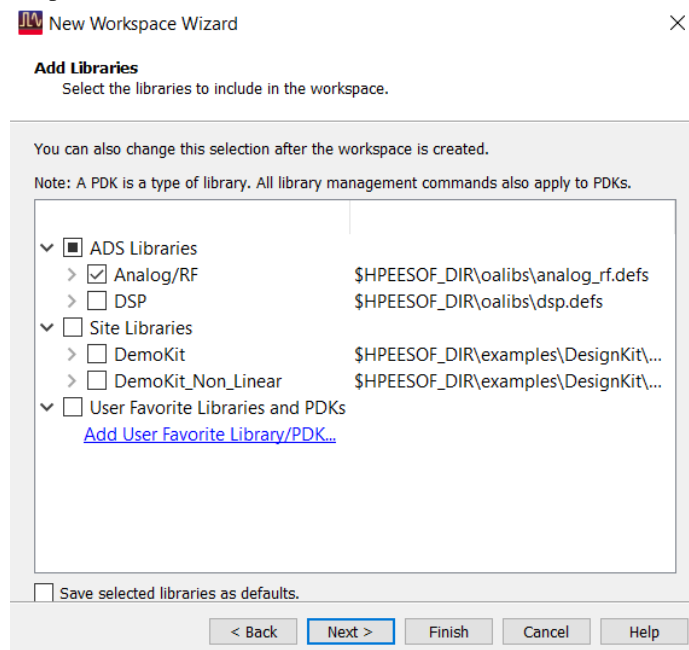 New Workspace Wizard
Add Libraries
Select the libraries to include in the workspace.
You can also change this selection after the workspace is created.
Note: A PDK is a type of library. All library management commands also apply to PDKs.
ADS Libraries
Analog/RF $HPEESOF_DIR\oalibs\analog_rf.defs
DSP $HPEESOF_DIR\oalibs\dsp.defs
Site Libraries
DemoKit $HPEESOF_DIR\examples\DesignKit\...
DemoKit_Non_Linear $HPEESOF_DIR\examples\DesignKit\...
User Favorite Libraries and PDKs
Add User Favorite Library/PDK...
Save selected libraries as defaults.
< Back Next > Finish Cancel Help